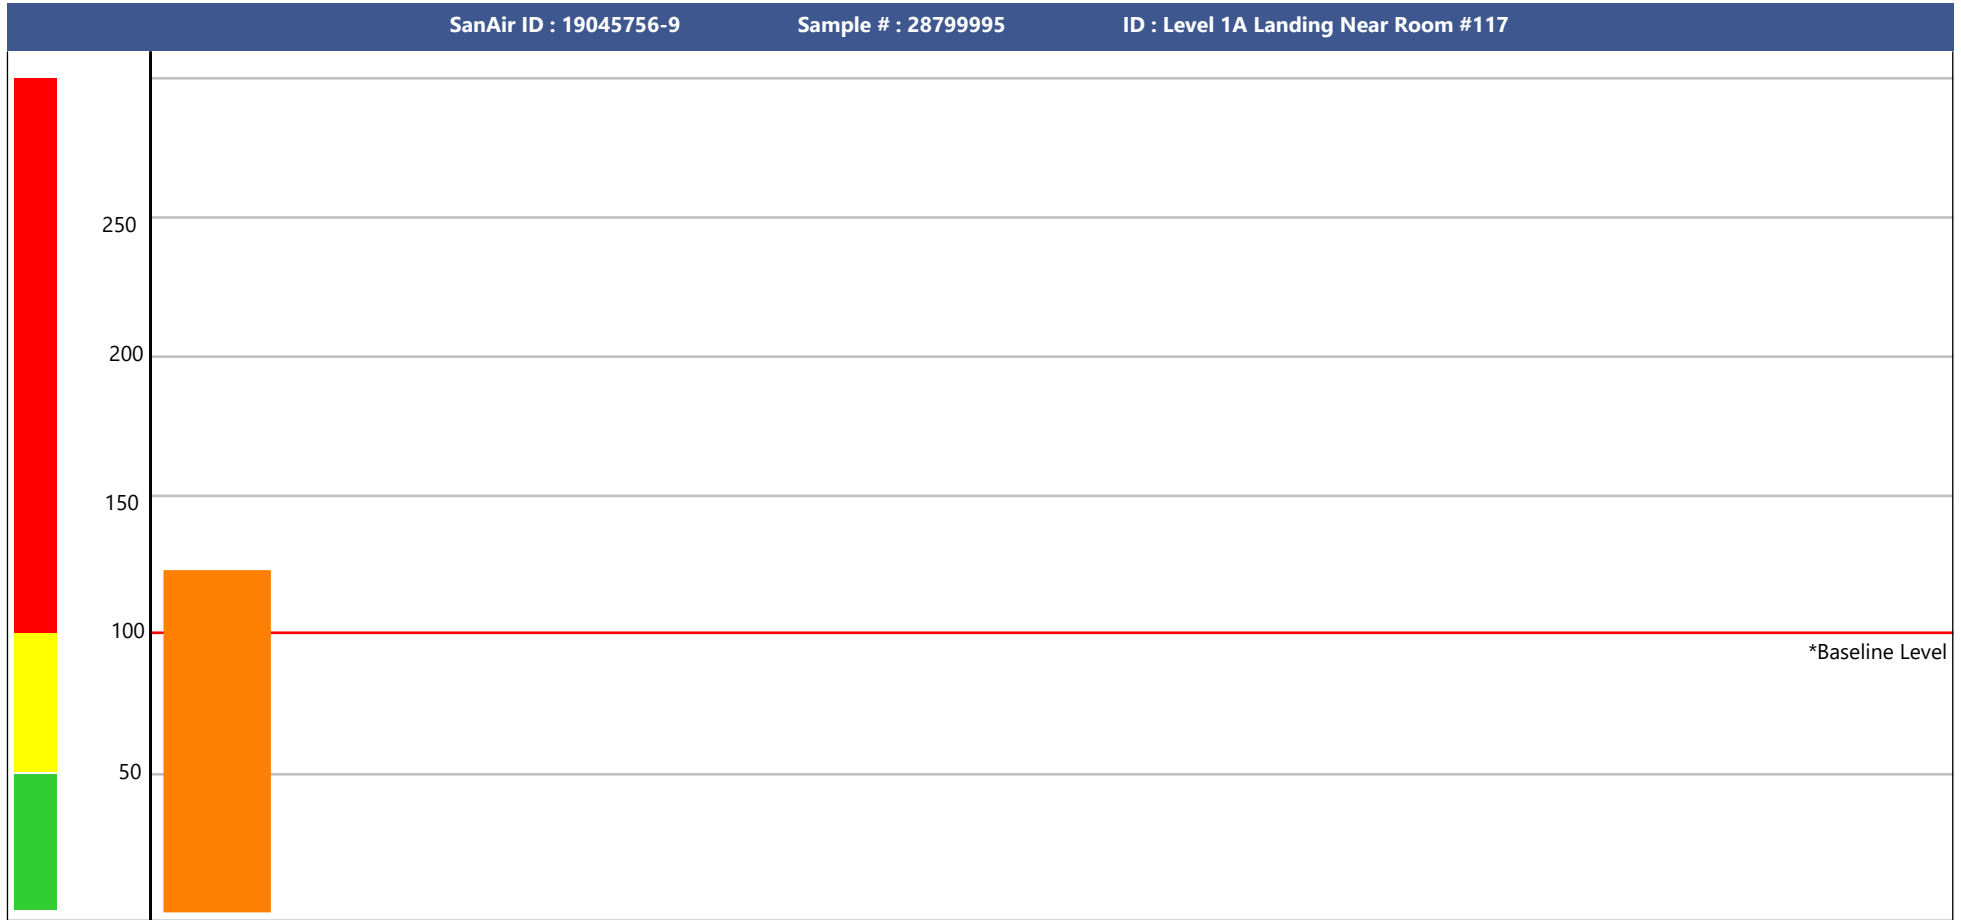 SanAir ID : 19045756-9 Sample # : 28799995 ID : Level 1A Landing Near Room #117
250
200
150
100
*Baseline Level
50